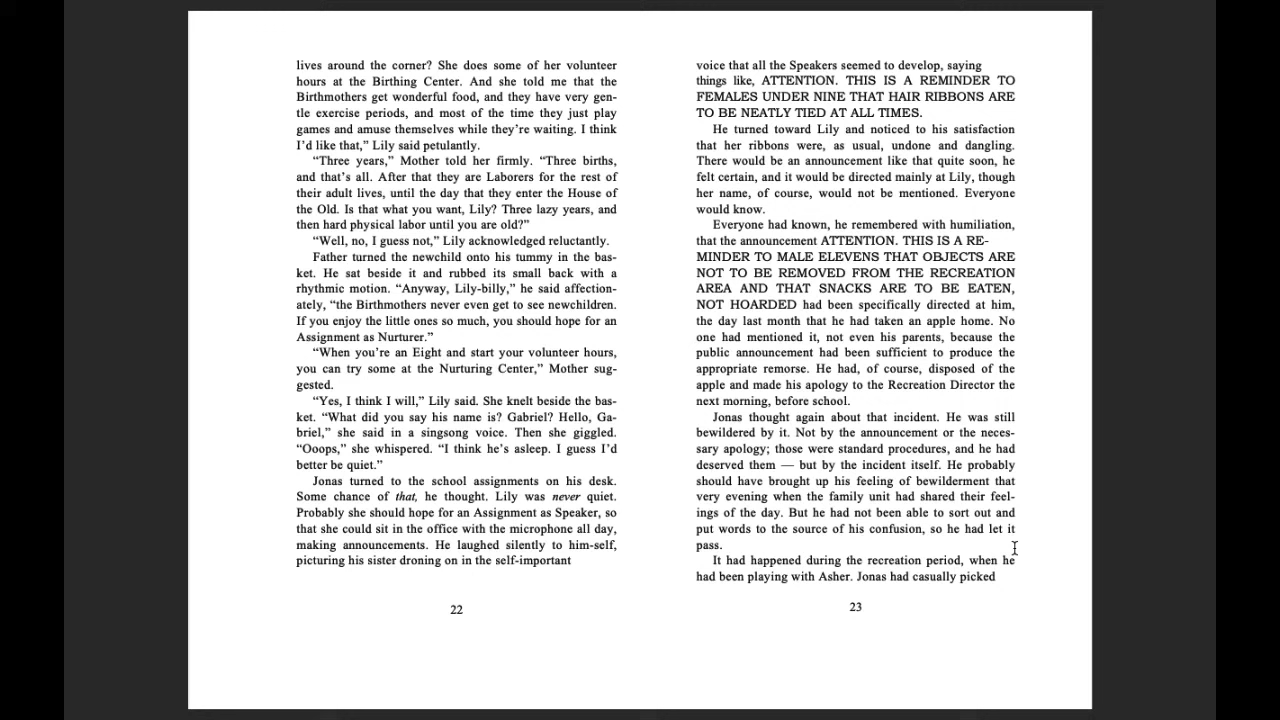 lives around the corner? She does some of her volunteer
hours at the Birthing Center. And she told me that the
Birthmothers get wonderful food, and they have very gen-
tle exercise periods, and most of the time they just play
games and amuse themselves while they’re waiting. I think
I’d like that,” Lily said petulantly.
“Three years,” Mother told her firmly. “Three births,
and that’s all. After that they are Laborers for the rest of
their adult lives, until the day that they enter the House of
the Old. Is that what you want, Lily? Three lazy years, and
then hard physical labor until you are old?”
“Well, no, I guess not,” Lily acknowledged reluctantly.
Father turned the newchild onto his tummy in the bas-
ket. He sat beside it and rubbed its small back with a
rhythmic motion. “Anyway, Lily-billy,” he said affection-
ately, “the Birthmothers never even get to see newchildren.
If you enjoy the little ones so much, you should hope for an
Assignment as Nurturer.”
“When you’re an Eight and start your volunteer hours,
you can try some at the Nurturing Center,” Mother sug-
gested.
“Yes, I think I will,” Lily said. She knelt beside the bas-
ket. “What did you say his name is? Gabriel? Hello, Ga-
briel,” she said in a singsong voice. Then she giggled.
“Ooops,” she whispered. “I think he’s asleep. I guess I’d
better be quiet.”
Jonas turned to the school assignments on his desk.
Some chance of that, he thought. Lily was never quiet.
Probably she should hope for an Assignment as Speaker, so
that she could sit in the office with the microphone all day,
making announcements. He laughed silently to him-self,
picturing his sister droning on in the self-important
22
voice that all the Speakers seemed to develop, saying
things like, ATTENTION. THIS IS A REMINDER TO
FEMALES UNDER NINE THAT HAIR RIBBONS ARE
TO BE NEATLY TIED AT ALL TIMES.
He turned toward Lily and noticed to his satisfaction
that her ribbons were, as usual, undone and dangling.
There would be an announcement like that quite soon, he
felt certain, and it would be directed mainly at Lily, though
her name, of course, would not be mentioned. Everyone
would know.
Everyone had known, he remembered with humiliation,
that the announcement ATTENTION. THIS IS A RE-
MINDER TO MALE ELEVENS THAT OBJECTS ARE
NOT TO BE REMOVED FROM THE RECREATION
AREA AND THAT SNACKS ARE TO BE EATEN,
NOT HOARDED had been specifically directed at him,
the day last month that he had taken an apple home. No
one had mentioned it, not even his parents, because the
public announcement had been sufficient to produce the
appropriate remorse. He had, of course, disposed of the
apple and made his apology to the Recreation Director the
next morning, before school.
Jonas thought again about that incident. He was still
bewildered by it. Not by the announcement or the neces-
sary apology; those were standard procedures, and he had
deserved them — but by the incident itself. He probably
should have brought up his feeling of bewilderment that
very evening when the family unit had shared their feel-
ings of the day. But he had not been able to sort out and
put words to the source of his confusion, so he had let it
pass.
It had happened during the recreation period, when he
had been playing with Asher. Jonas had casually picked
23